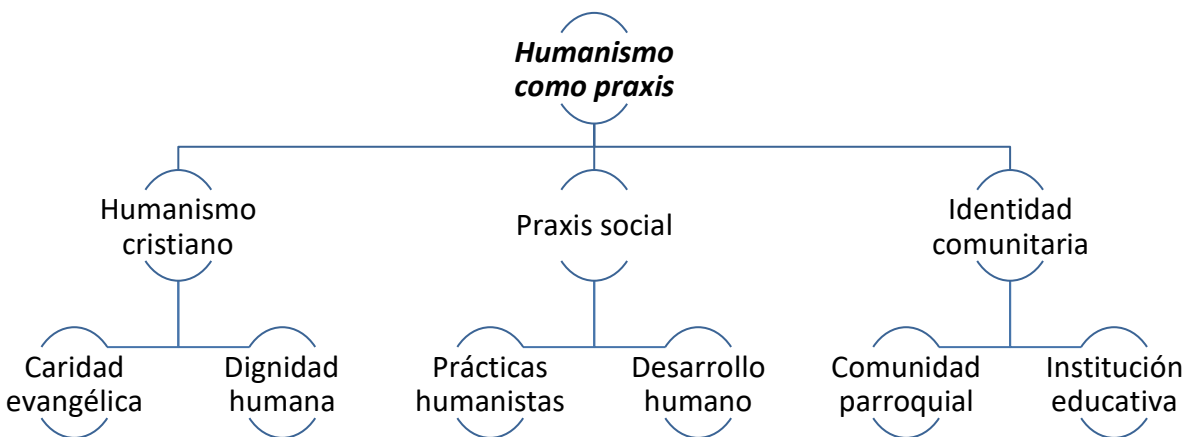 Humanismo
como praxis
Humanismo
cristiano
Praxis social
Identidad
comunitaria
Caridad
evangélica
Dignidad
humana
Prácticas
humanistas
Desarrollo
humano
Comunidad
parroquial
Institución
educativa